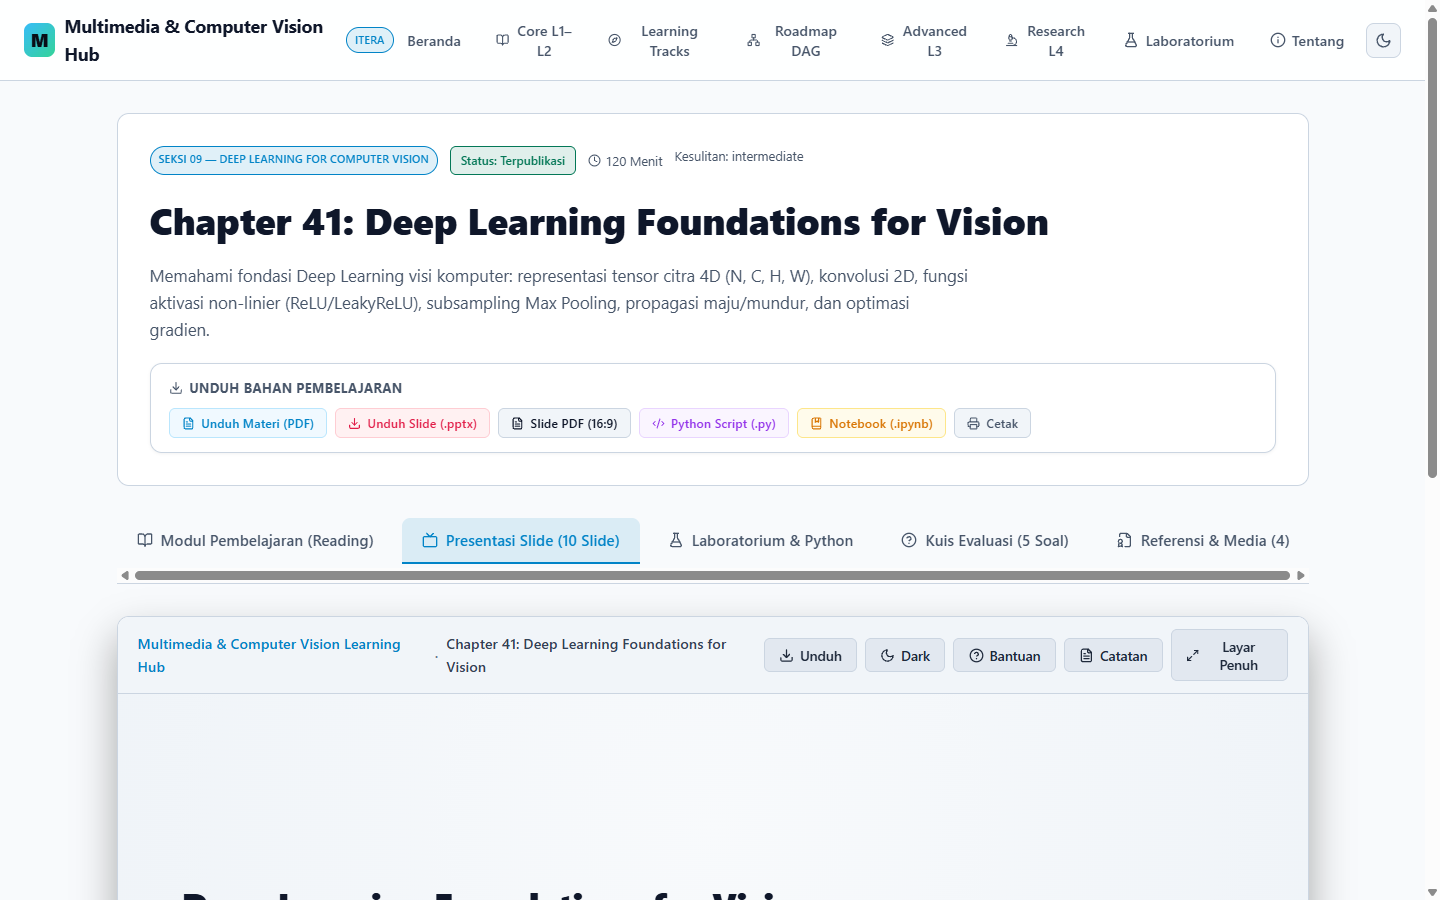 M
Multimedia & Computer Vision
Hub
ITERA
Beranda
Core L1–
L2
Learning
Tracks
Roadmap
DAG
Advanced
L3
Research
L4
Laboratorium
Tentang
SEKSI 09 — DEEP LEARNING FOR COMPUTER VISION
Status: Terpublikasi
120 Menit
Kesulitan: intermediate
Chapter 41: Deep Learning Foundations for Vision
Memahami fondasi Deep Learning visi komputer: representasi tensor citra 4D (N, C, H, W), konvolusi 2D, fungsi
aktivasi non-linier (ReLU/LeakyReLU), subsampling Max Pooling, propagasi maju/mundur, dan optimasi
gradien.
UNDUH BAHAN PEMBELAJARAN
Unduh Materi (PDF)
Unduh Slide (.pptx)
Slide PDF (16:9)
Python Script (.py)
Notebook (.ipynb)
Cetak
Modul Pembelajaran (Reading)
Presentasi Slide (10 Slide)
Laboratorium & Python
Kuis Evaluasi (5 Soal)
Referensi & Media (4)
Multimedia & Computer Vision Learning
Hub
·
Chapter 41: Deep Learning Foundations for
Vision
Unduh
Dark
Bantuan
Catatan
Layar
Penuh
Deep Learning Foundations for Vision